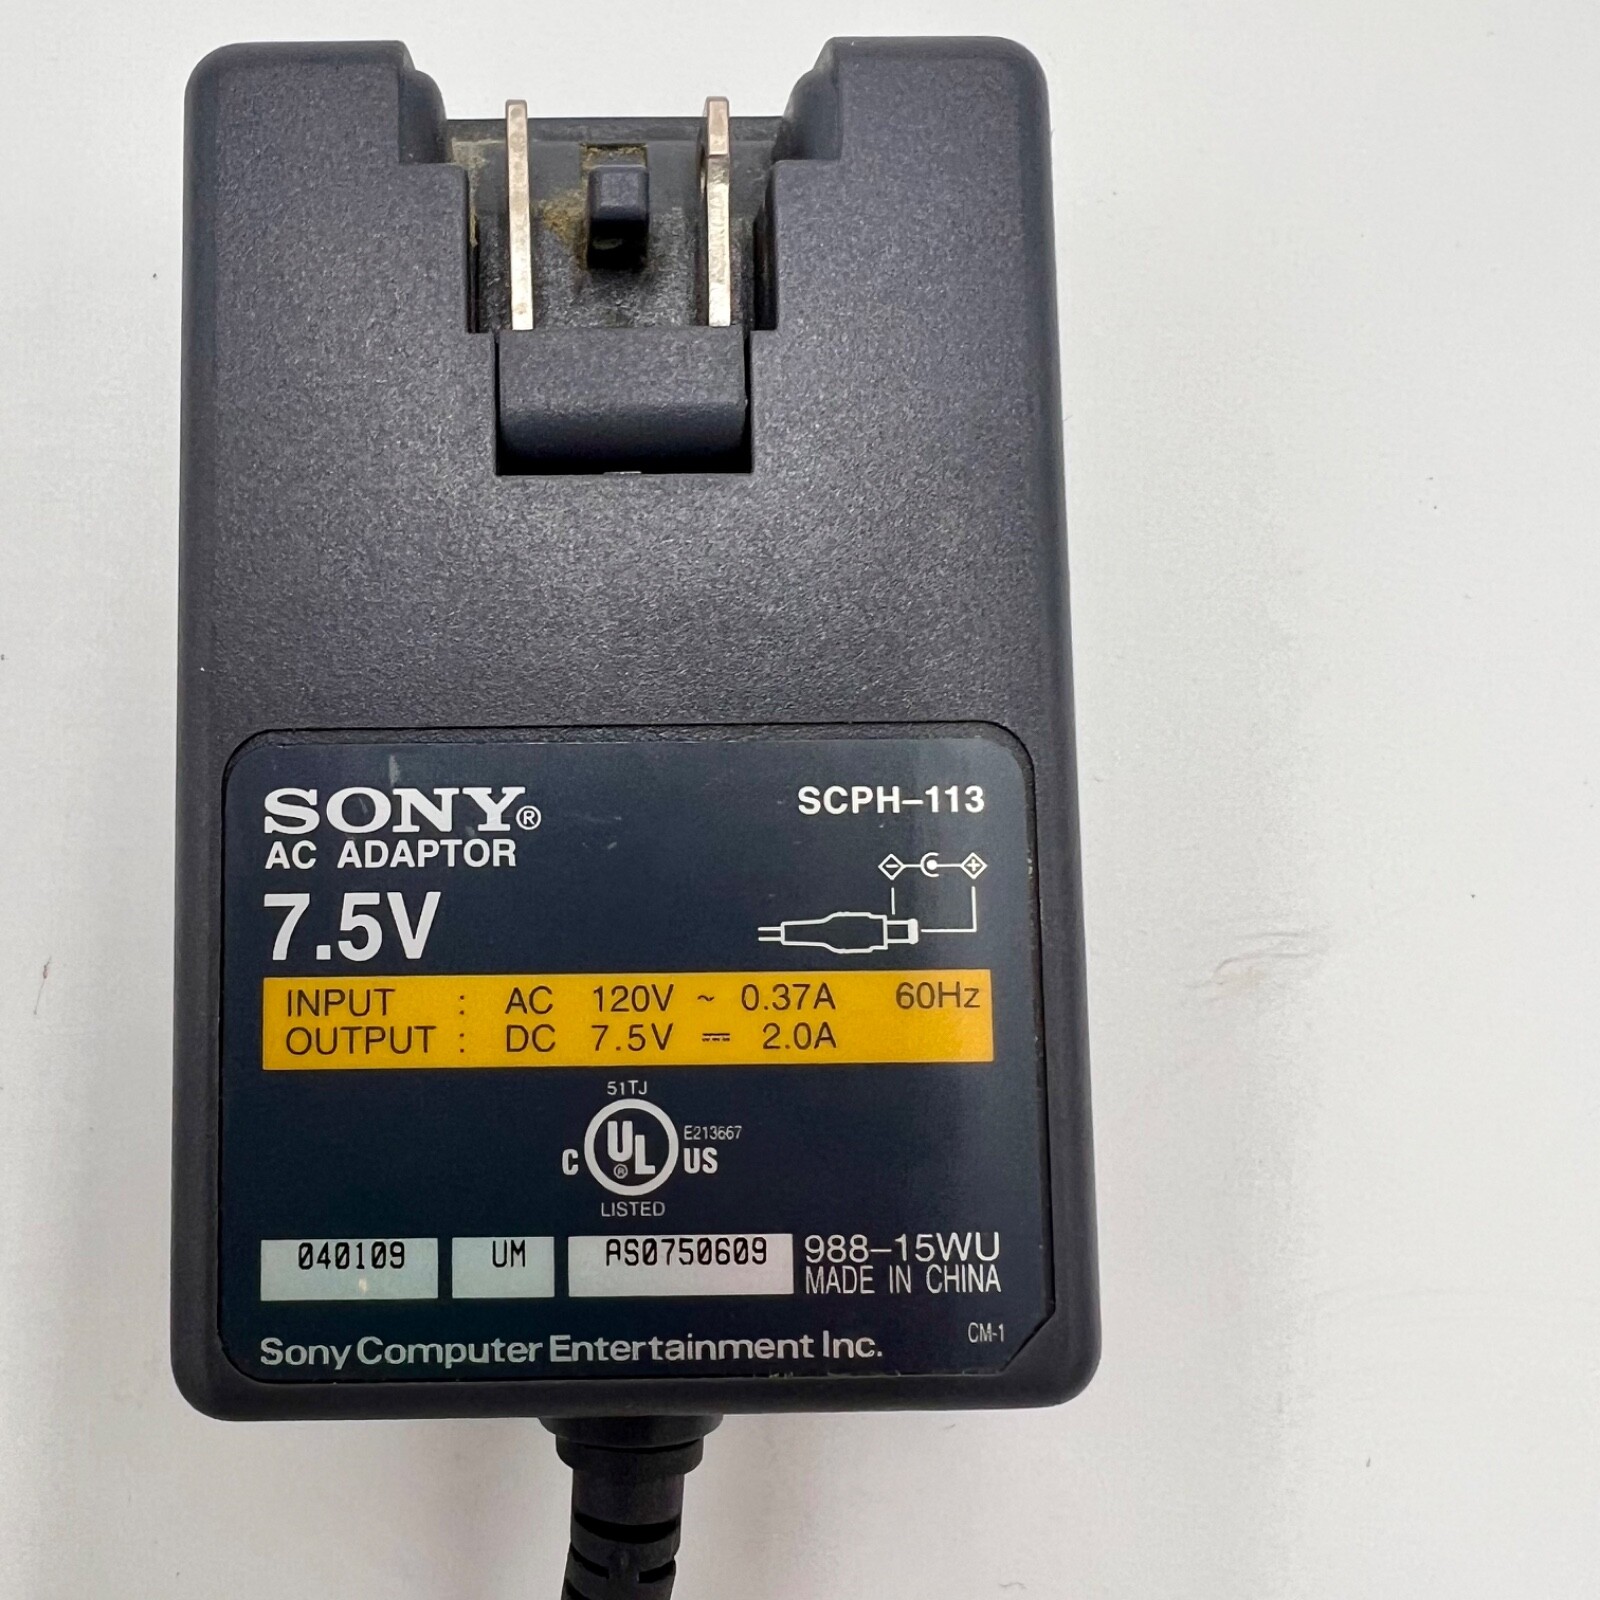 SONY®
AC ADAPTOR
7.5V
SCPH-113
INPUT : AC 120V ~ 0.37A 60Hz
OUTPUT : DC 7.5V ⎓ 2.0A
51TJ
C UL® US
E213667
LISTED
040109 UM AS0750609 988-15WU
MADE IN CHINA
Sony Computer Entertainment Inc.
CM-1